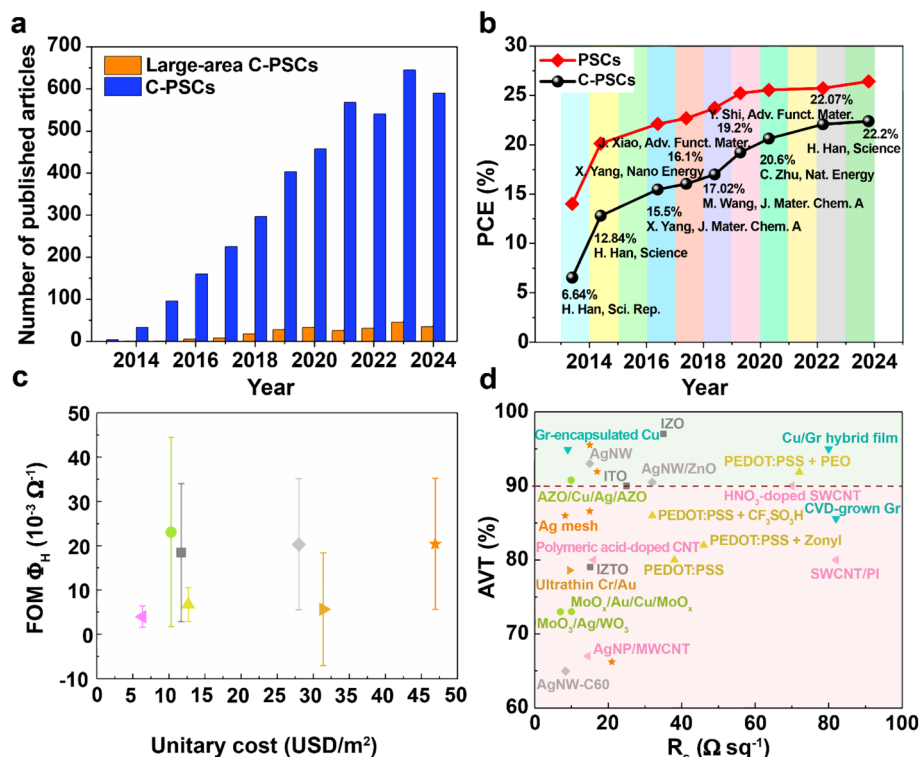 a
Number of published articles
700
600
500
400
300
200
100
0
Large-area C-PSCs
C-PSCs
2014 2016 2018 2020 2022 2024
Year
b
PCE (%)
30
25
20
15
10
5
0
PSCs
C-PSCs
22.07%
Y. Shi, Adv. Funct. Mater.
19.2%
J. Xiao, Adv. Funct. Mater.
16.1%
X. Yang, Nano Energy
22.2%
H. Han, Science
20.6%
C. Zhu, Nat. Energy
17.02%
M. Wang, J. Mater. Chem. A
15.5%
X. Yang, J. Mater. Chem. A
12.84%
H. Han, Science
6.64%
H. Han, Sci. Rep.
2014 2016 2018 2020 2022 2024
Year
c
FOM ΦH (10⁻³ Ω⁻¹)
50
40
30
20
10
0
-10
0 5 10 15 20 25 30 35 40 45 50
Unitary cost (USD/m²)
d
AVT (%)
100
90
80
70
60
IZO
Gr-encapsulated Cu
Cu/Gr hybrid film
AgNW
PEDOT:PSS + PEO
AgNW/ZnO
ITO
AZO/Cu/Ag/AZO
HNO₃-doped SWCNT
CVD-grown Gr
PEDOT:PSS + CF₃SO₃H
Ag mesh
PEDOT:PSS + Zonyl
Polymeric acid-doped CNT
IZTO
PEDOT:PSS
SWCNT/PI
Ultrathin Cr/Au
MoOₓ/Au/Cu/MoOₓ
MoO₃/Ag/WO₃
AgNP/MWCNT
AgNW-C60
0 20 40 60 80 100
Rₛ (Ω sq⁻¹)